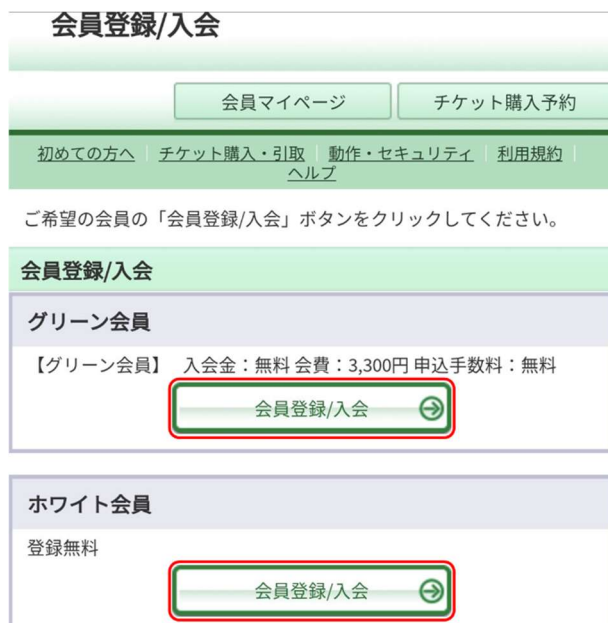 会員登録/入会
会員マイページ チケット購入予約
初めての方へ | チケット購入・引取 | 動作・セキュリティ | 利用規約 |
ヘルプ
ご希望の会員の「会員登録/入会」ボタンをクリックしてください。
会員登録/入会
グリーン会員
【グリーン会員】 入会金：無料 会費：3,300円 申込手数料：無料
会員登録/入会
ホワイト会員
登録無料
会員登録/入会